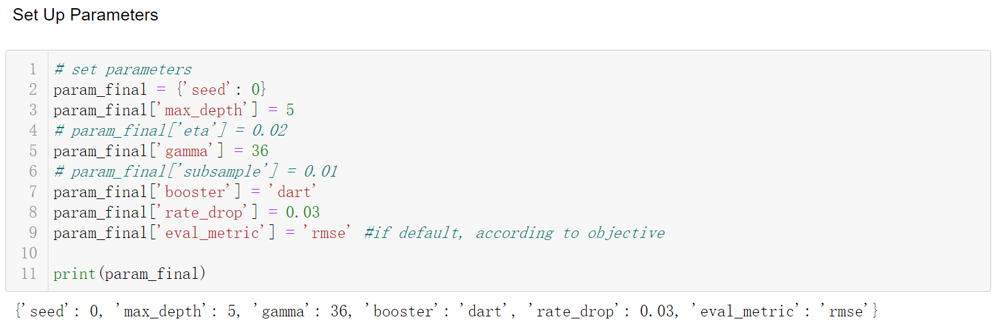 Set Up Parameters
1 # set parameters
2 param_final = {'seed': 0}
3 param_final['max_depth'] = 5
4 # param_final['eta'] = 0.02
5 param_final['gamma'] = 36
6 # param_final['subsample'] = 0.01
7 param_final['booster'] = 'dart'
8 param_final['rate_drop'] = 0.03
9 param_final['eval_metric'] = 'rmse' #if default, according to objective
10
11 print(param_final)
{'seed': 0, 'max_depth': 5, 'gamma': 36, 'booster': 'dart', 'rate_drop': 0.03, 'eval_metric': 'rmse'}